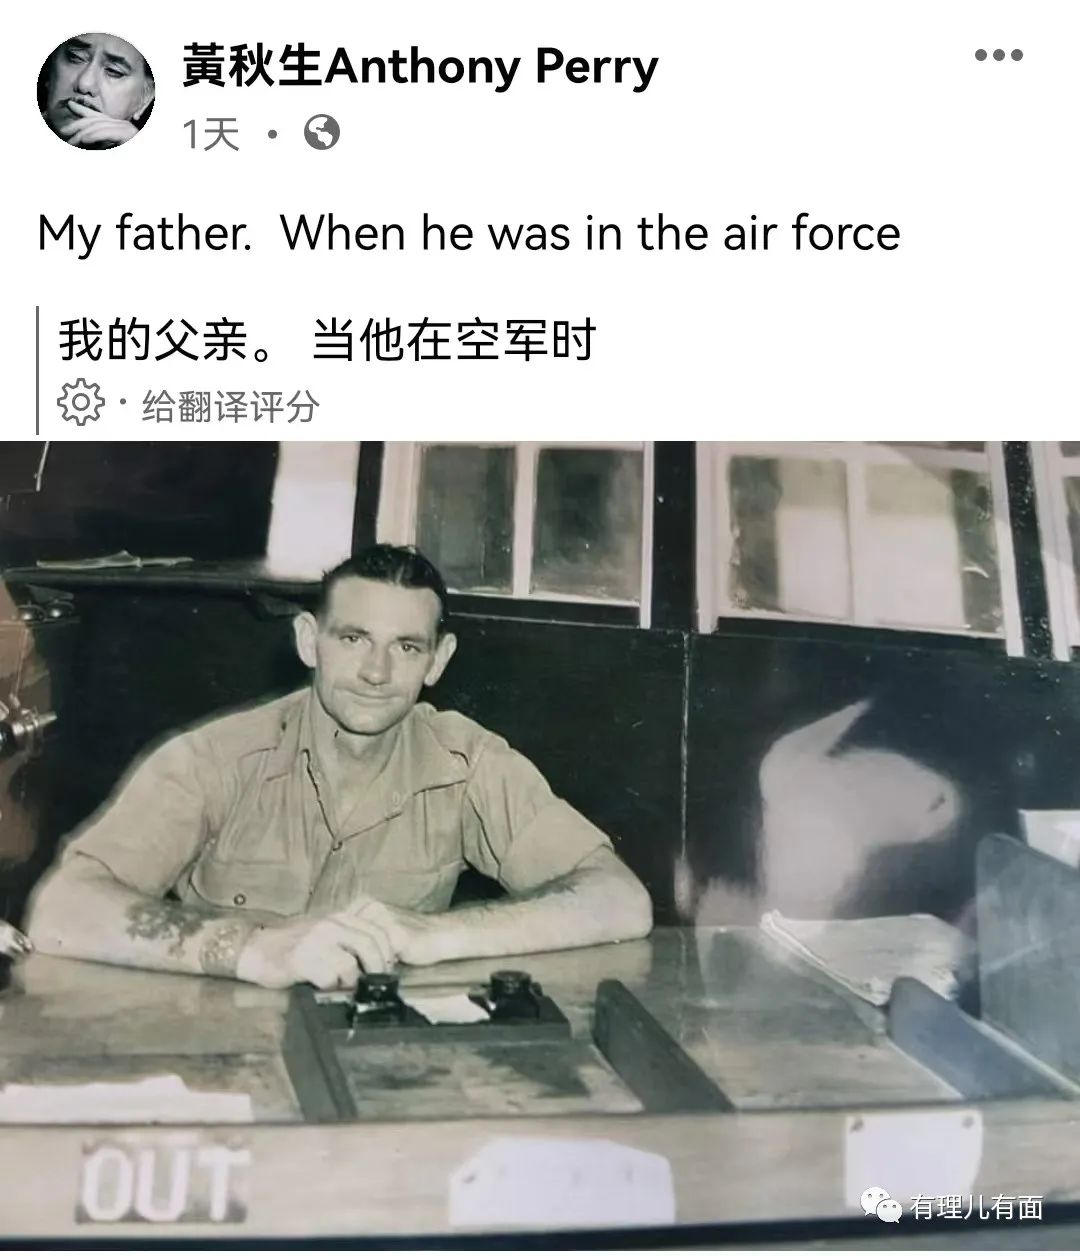 黃秋生Anthony Perry
1天 ·
My father.  When he was in the air force
我的父亲。 当他在空军时
· 给翻译评分
OUT
有理儿有面